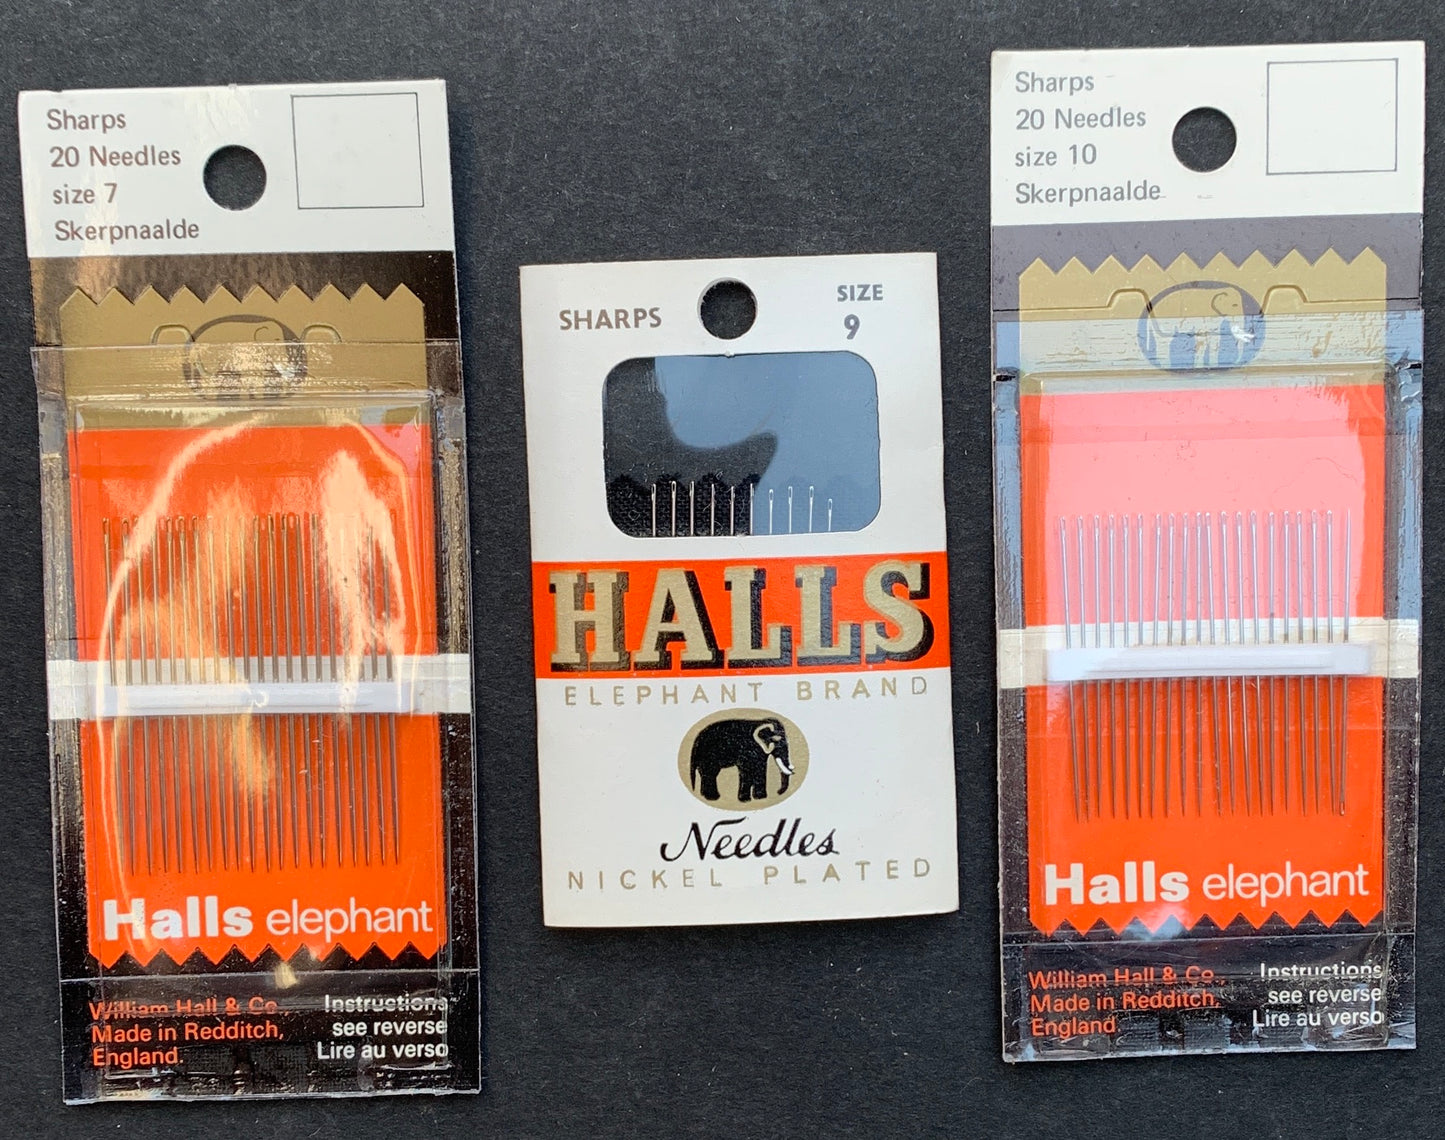 Sharps
20 Needles
size 7
Skerpnaalde
Halls elephant
William Hall & Co.,
Made in Redditch,
England.
Instructions
see reverse
Lire au verso
SHARPS
SIZE
9
HALLS
ELEPHANT BRAND
Needles
NICKEL PLATED
Sharps
20 Needles
size 10
Skerpnaalde
Halls elephant
William Hall & Co.,
Made in Redditch,
England.
Instructions
see reverse
Lire au verso